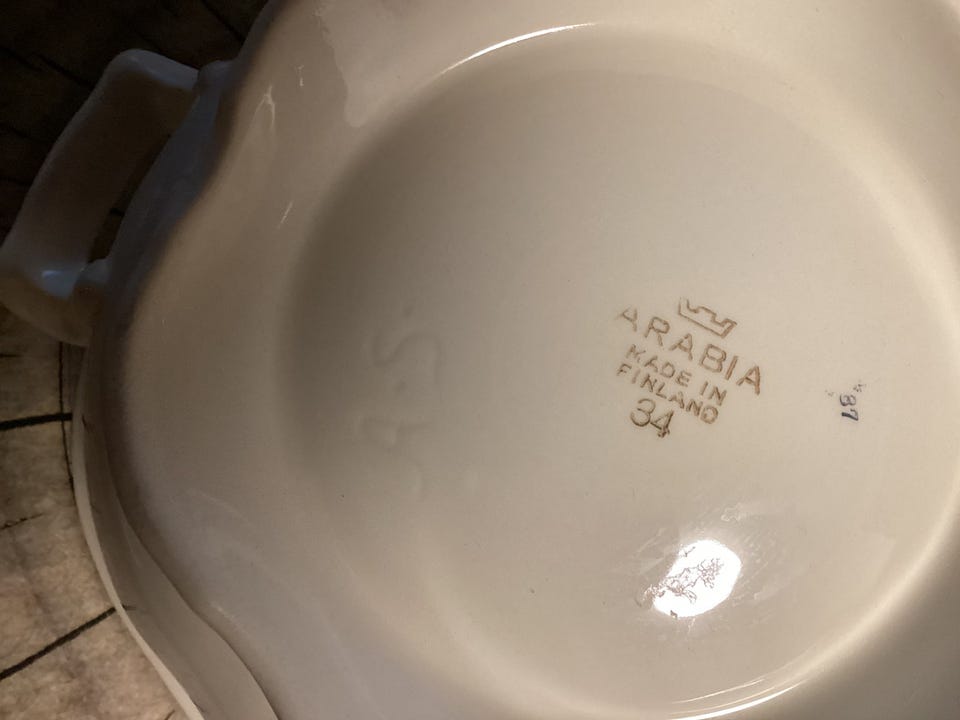 ARABIA
MADE IN
FINLAND
34
87